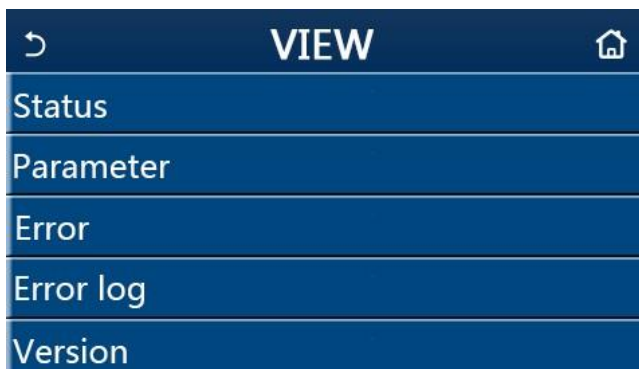 VIEW
Status
Parameter
Error
Error log
Version